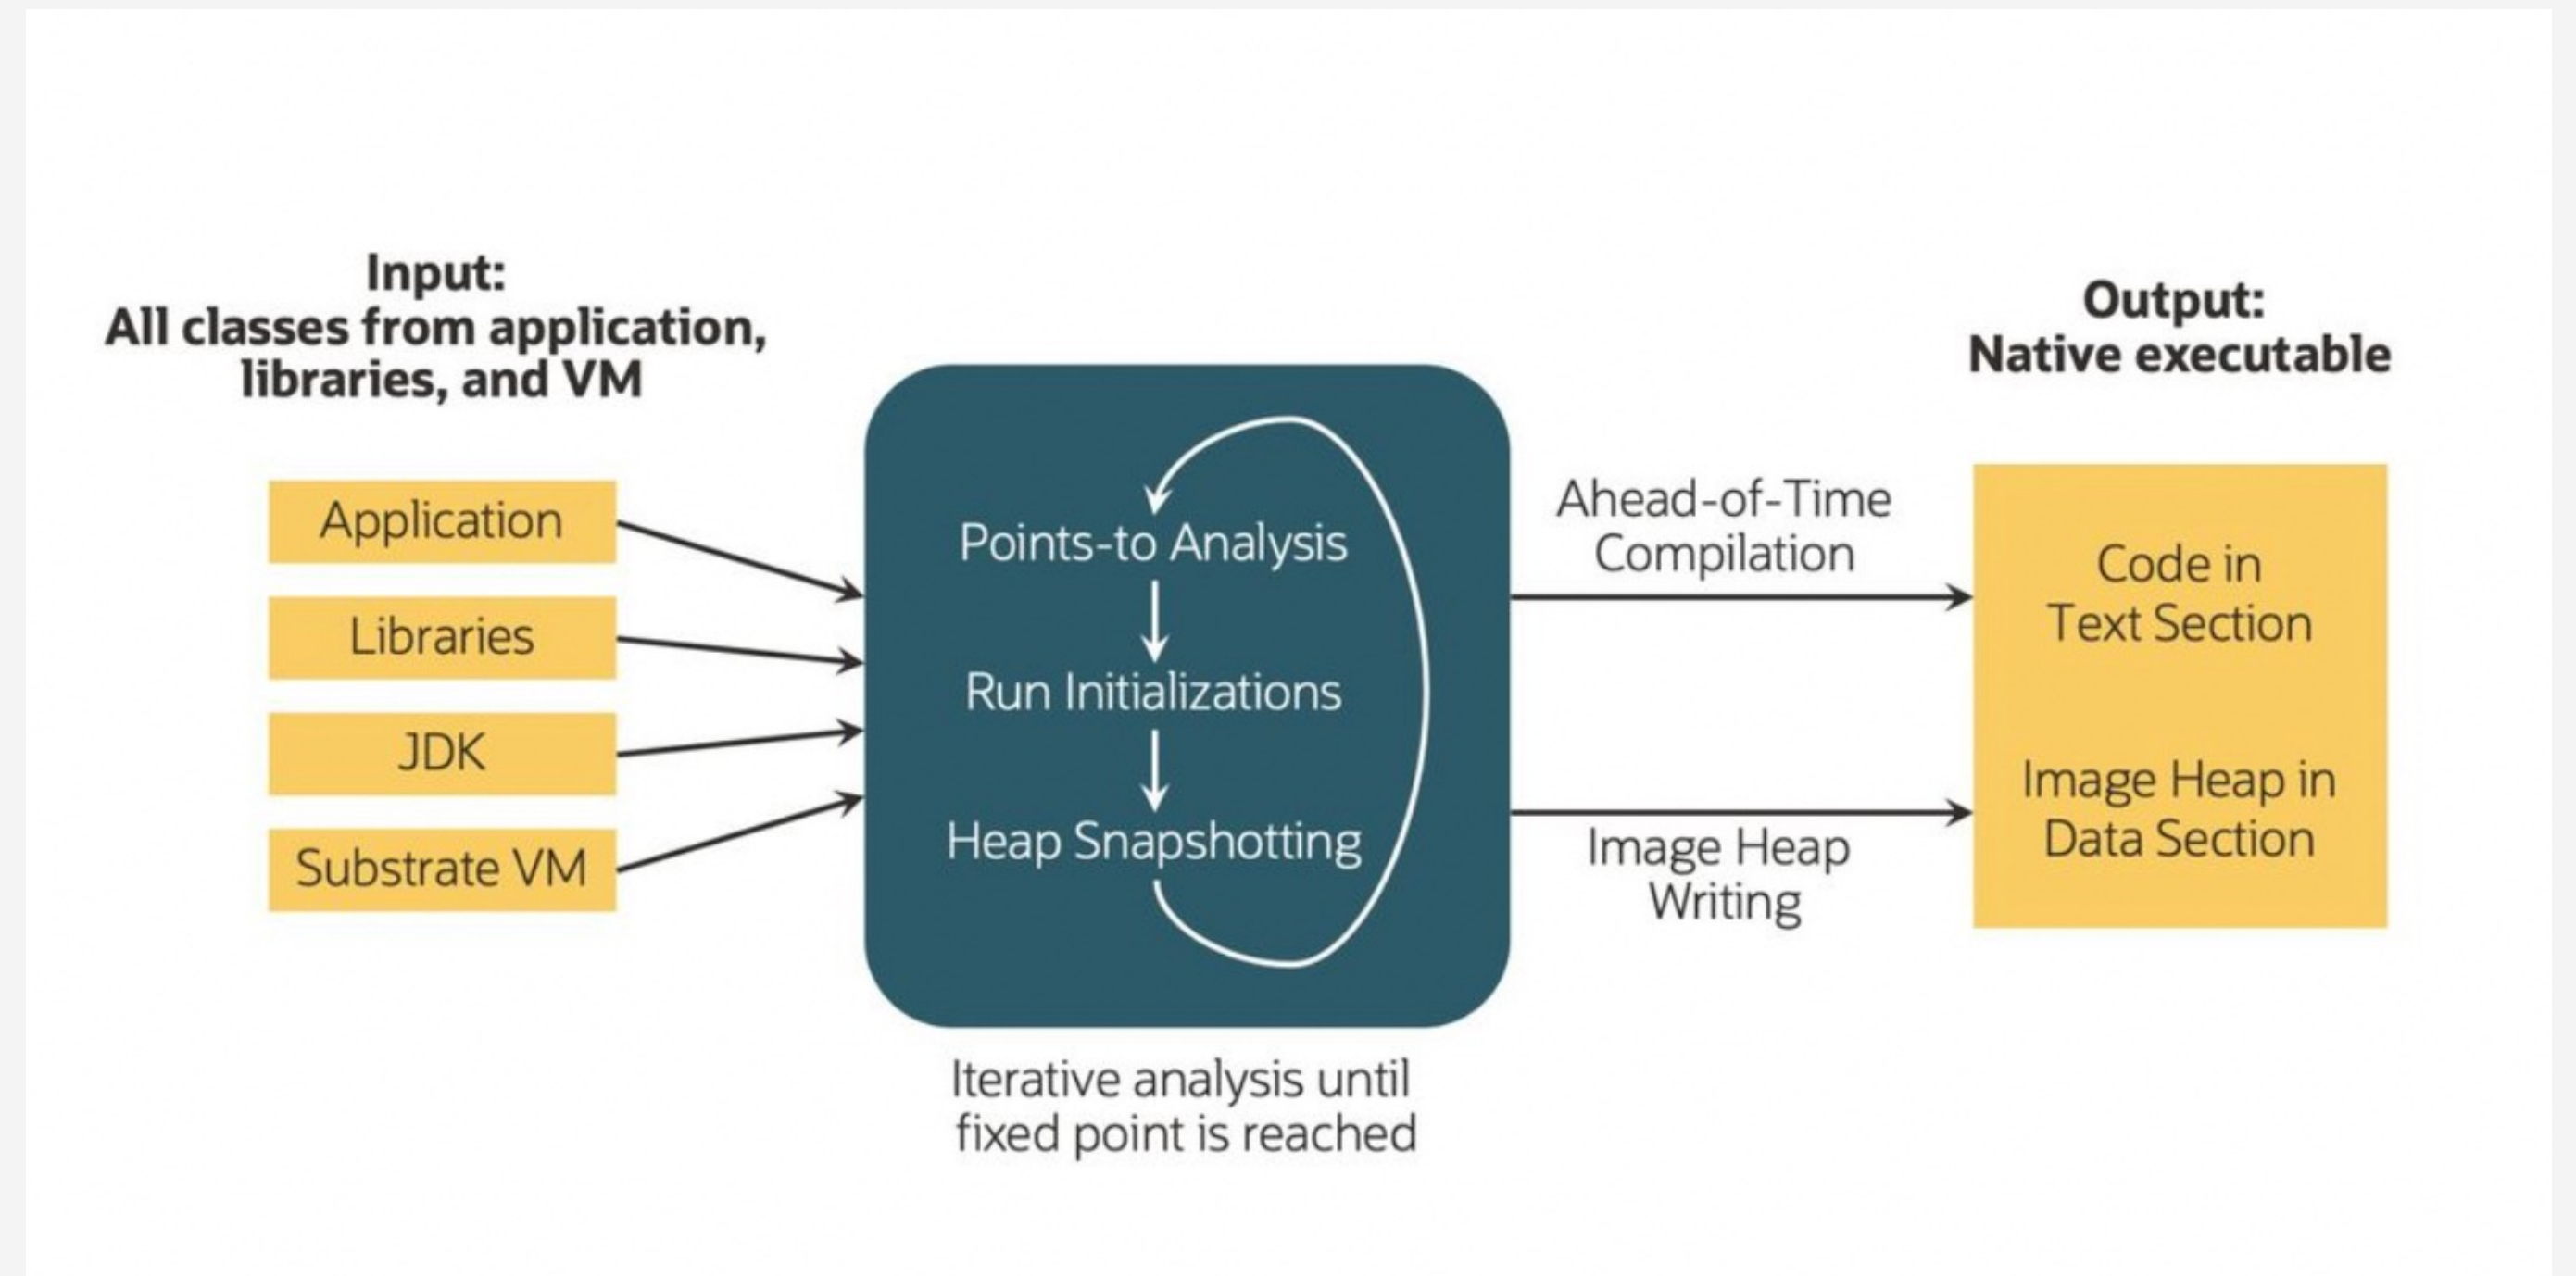 Input:
All classes from application,
libraries, and VM
Application
Libraries
JDK
Substrate VM
Points-to Analysis
Run Initializations
Heap Snapshotting
Iterative analysis until
fixed point is reached
Ahead-of-Time
Compilation
Image Heap
Writing
Output:
Native executable
Code in
Text Section
Image Heap in
Data Section